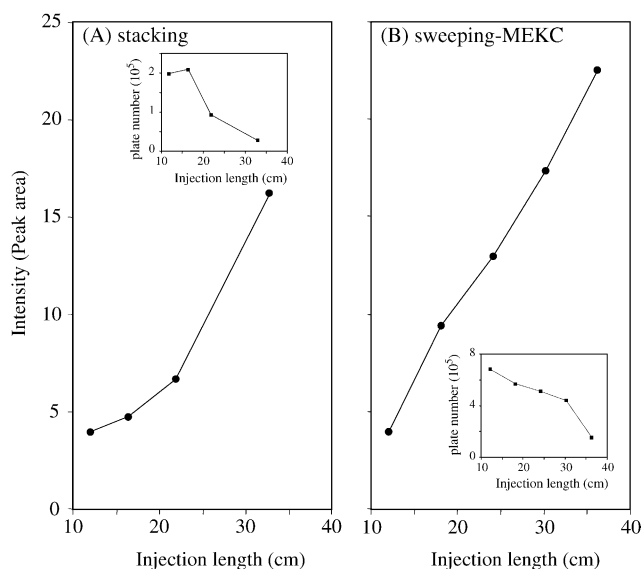 (A) stacking
(B) sweeping-MEKC
Intensity (Peak area)
25
20
15
10
5
0
plate number (10⁵)
2
1
0
10 20 30 40
Injection length (cm)
plate number (10⁵)
8
4
0
10 20 30 40
Injection length (cm)
10 20 30 40
10 20 30 40
Injection length (cm)
Injection length (cm)